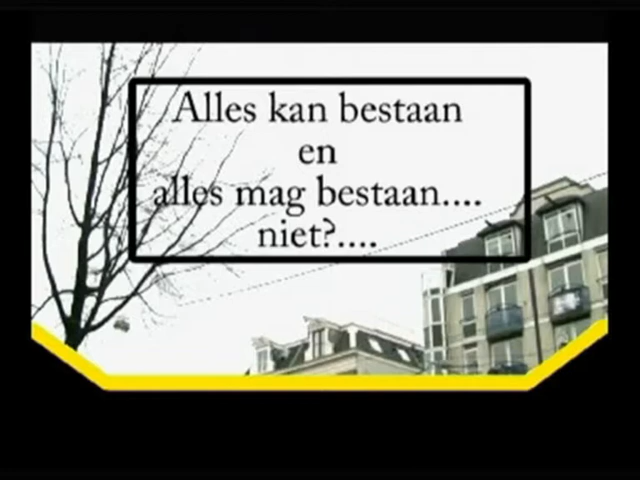 Alles kan bestaan
en
alles mag bestaan....
niet?....